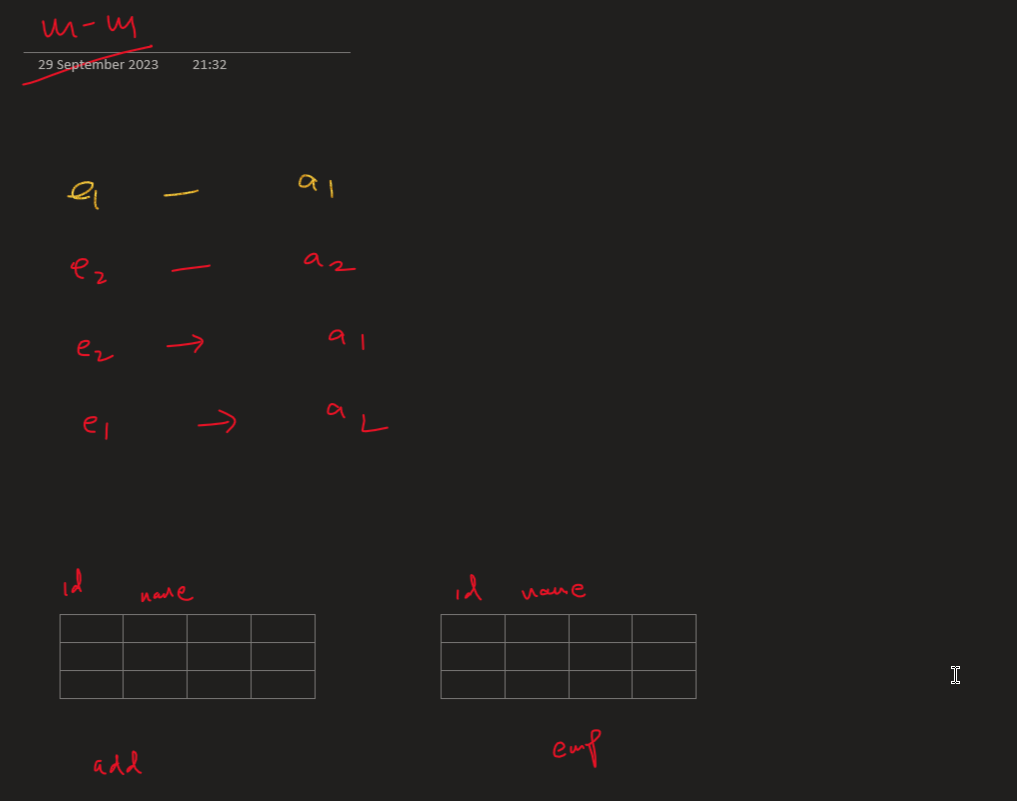 m - m
29 September 2023 21:32
e1 — a1
e2 — a2
e2 → a1
e1 → a2
id name id name
add emp